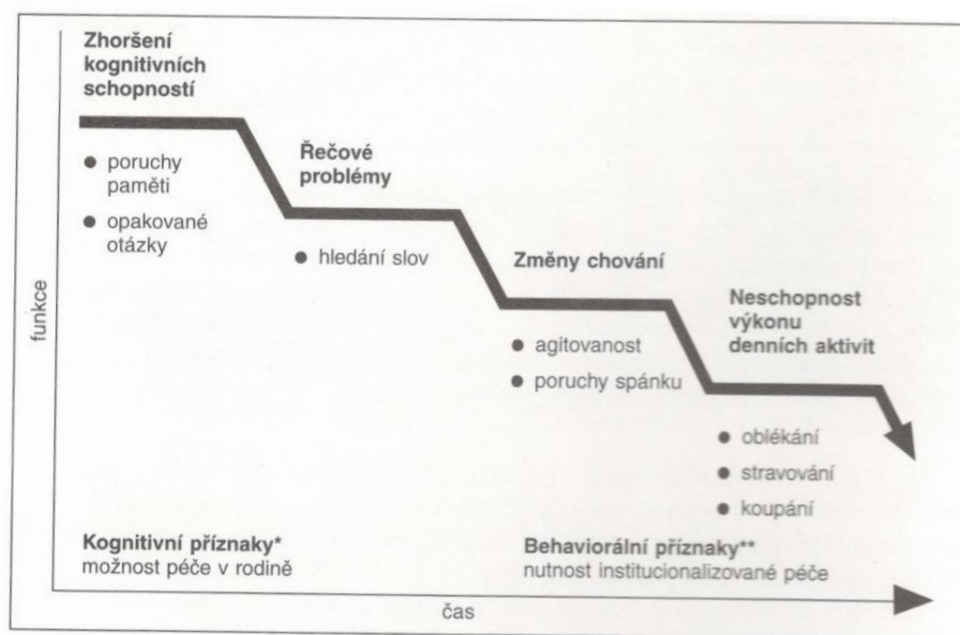 Zhoršení
kognitivních
schopností
● poruchy
paměti
● opakované
otázky
Řečové
problémy
● hledání slov
Změny chování
● agitovanost
● poruchy spánku
Neschopnost
výkonu
denních aktivit
● oblékání
● stravování
● koupání
funkce
Kognitivní příznaky*
možnost péče v rodině
Behaviorální příznaky**
nutnost institucionalizované péče
čas